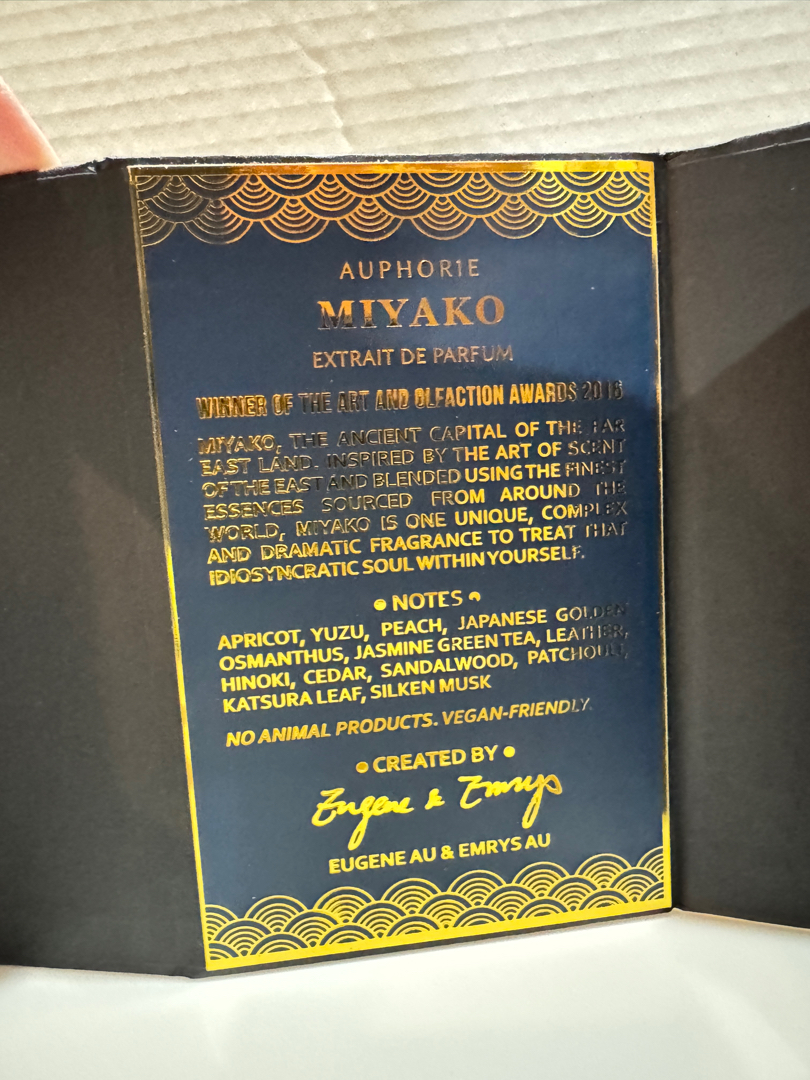 AUPHORIE
MIYAKO
EXTRAIT DE PARFUM
WINNER OF THE ART AND OLFACTION AWARDS 2016
MIYAKO, THE ANCIENT CAPITAL OF THE FAR
EAST LAND. INSPIRED BY THE ART OF SCENT
OF THE EAST AND BLENDED USING THE FINEST
ESSENCES SOURCED FROM AROUND THE
WORLD, MIYAKO IS ONE UNIQUE, COMPLEX
AND DRAMATIC FRAGRANCE TO TREAT THAT
IDIOSYNCRATIC SOUL WITHIN YOURSELF.
● NOTES ●
APRICOT, YUZU, PEACH, JAPANESE GOLDEN
OSMANTHUS, JASMINE GREEN TEA, LEATHER,
HINOKI, CEDAR, SANDALWOOD, PATCHOULI,
KATSURA LEAF, SILKEN MUSK
NO ANIMAL PRODUCTS. VEGAN-FRIENDLY.
● CREATED BY ●
Eugene & Emrys
EUGENE AU & EMRYS AU